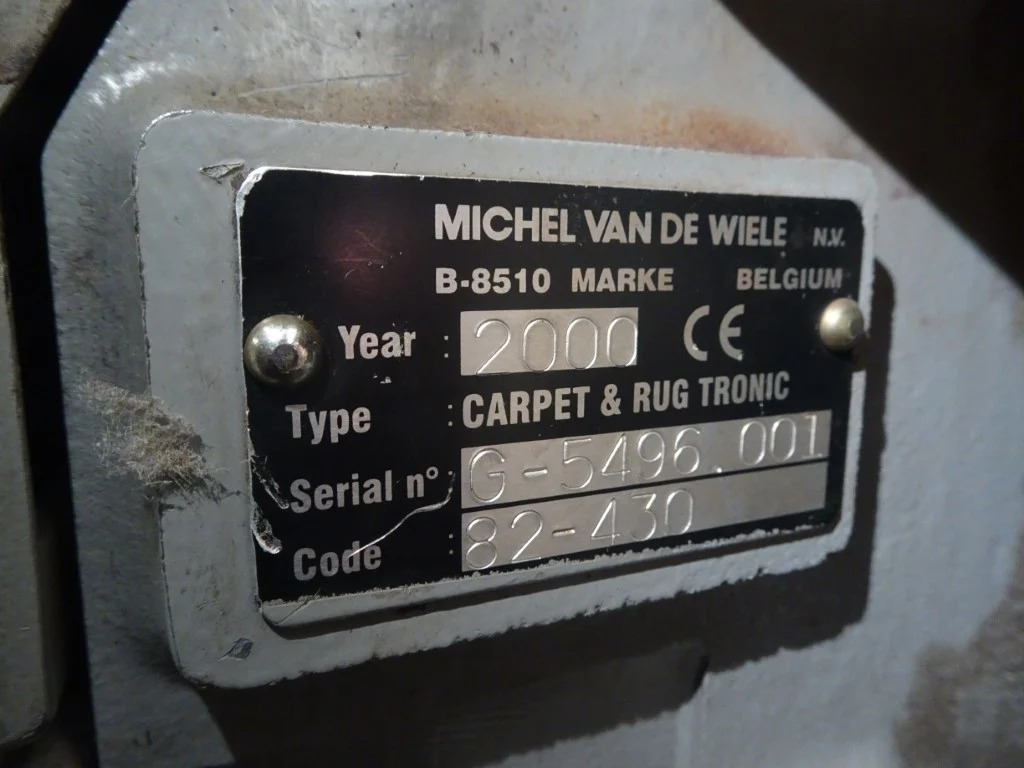 MICHEL VAN DE WIELE N.V.
B-8510 MARKE BELGIUM
Year : 2000 CE
Type : CARPET & RUG TRONIC
Serial n° : G-5496.001
Code : 82-430